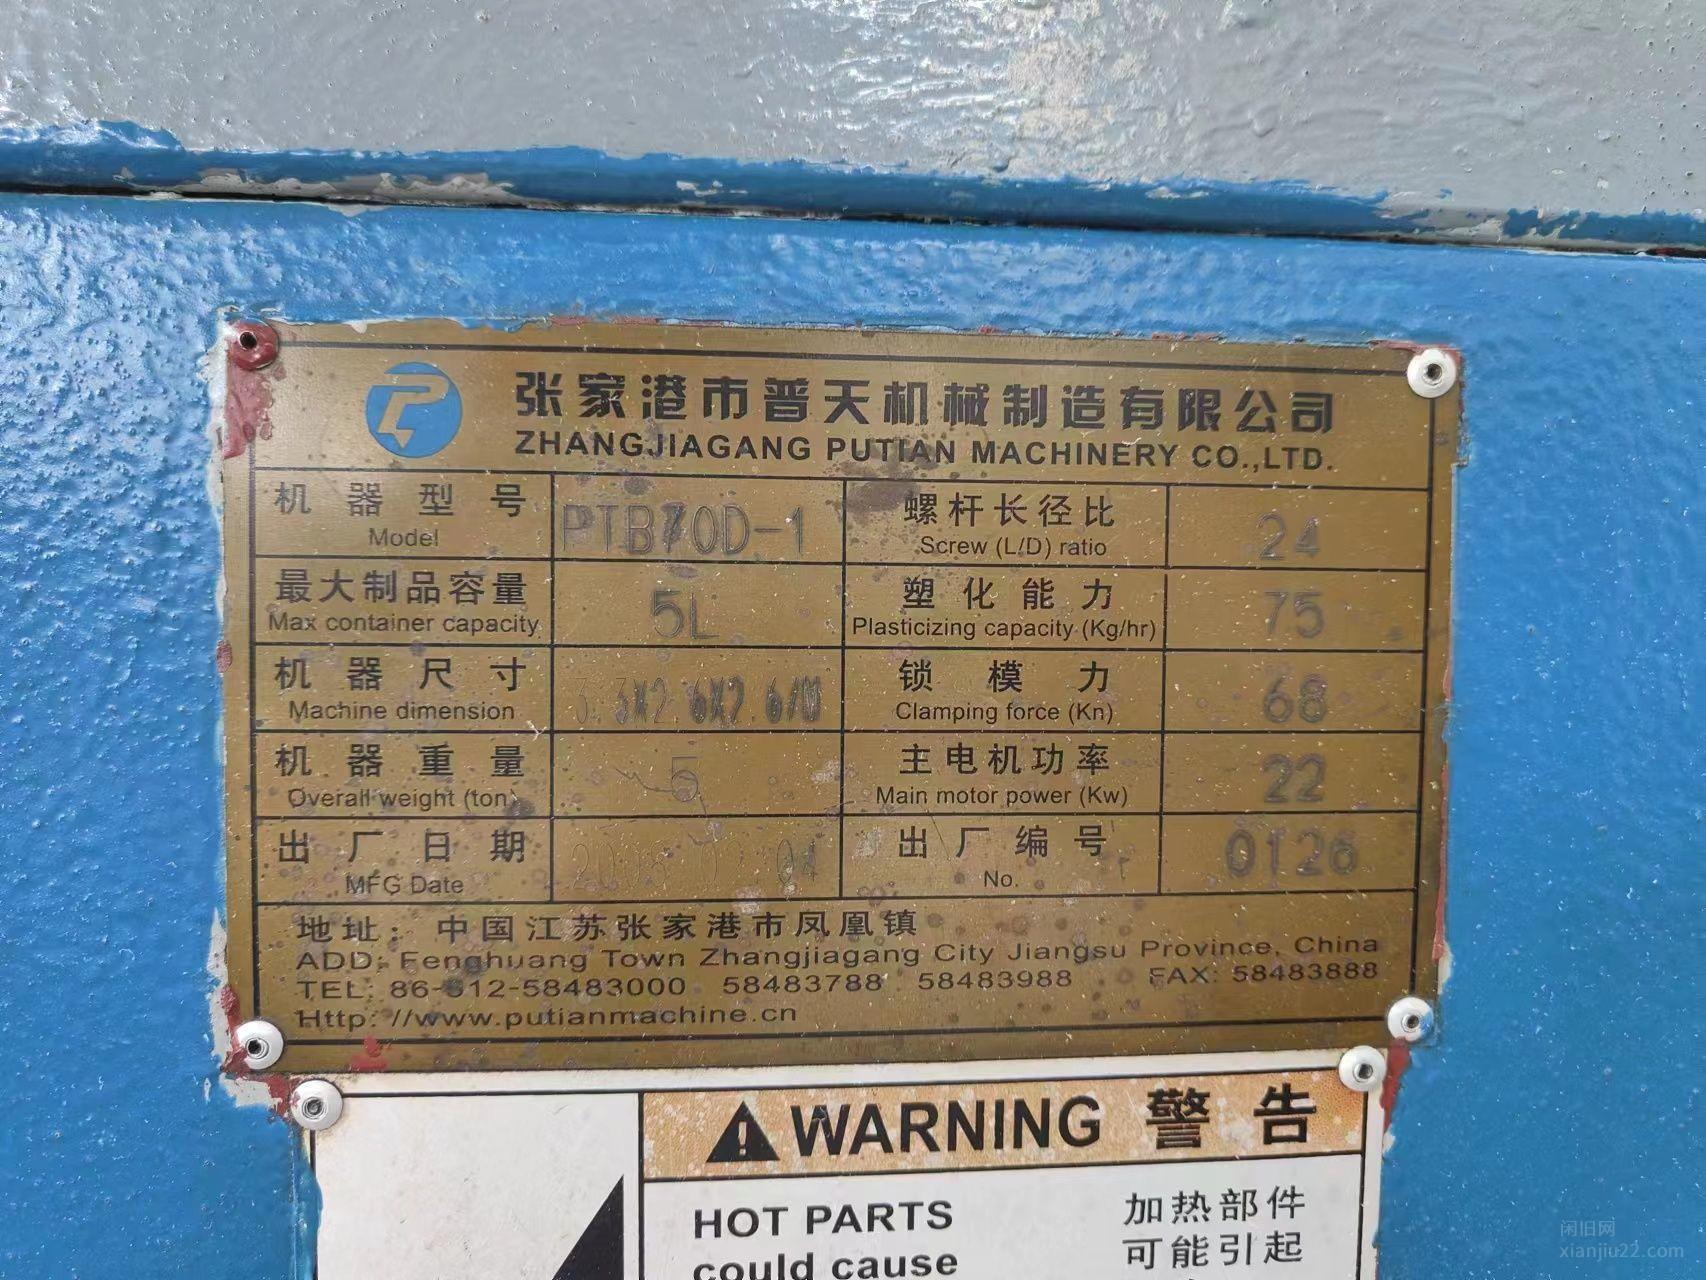 张家港市普天机械制造有限公司
ZHANGJIAGANG PUTIAN MACHINERY CO.,LTD.
机器型号 PTB70D-1 螺杆长径比 24
Model Screw (L/D) ratio
最大制品容量 5L 塑化能力 75
Max container capacity Plasticizing capacity (Kg/hr)
机器尺寸 3.3X2.6X2.6/M 锁模力 68
Machine dimension Clamping force (Kn)
机器重量 5 主电机功率 22
Overall weight (ton) Main motor power (Kw)
出厂日期 04 出厂编号 0126
MFG Date No.
地址: 中国江苏张家港市凤凰镇
ADD: Fenghuang Town Zhangjiagang City Jiangsu Province, China
TEL: 86-512-58483000 58483788 58483988 FAX: 58483888
Http: //www.putianmachine.cn
WARNING 警告
HOT PARTS 加热部件
could cause 可能引起
闲旧网
xianjiu22.com